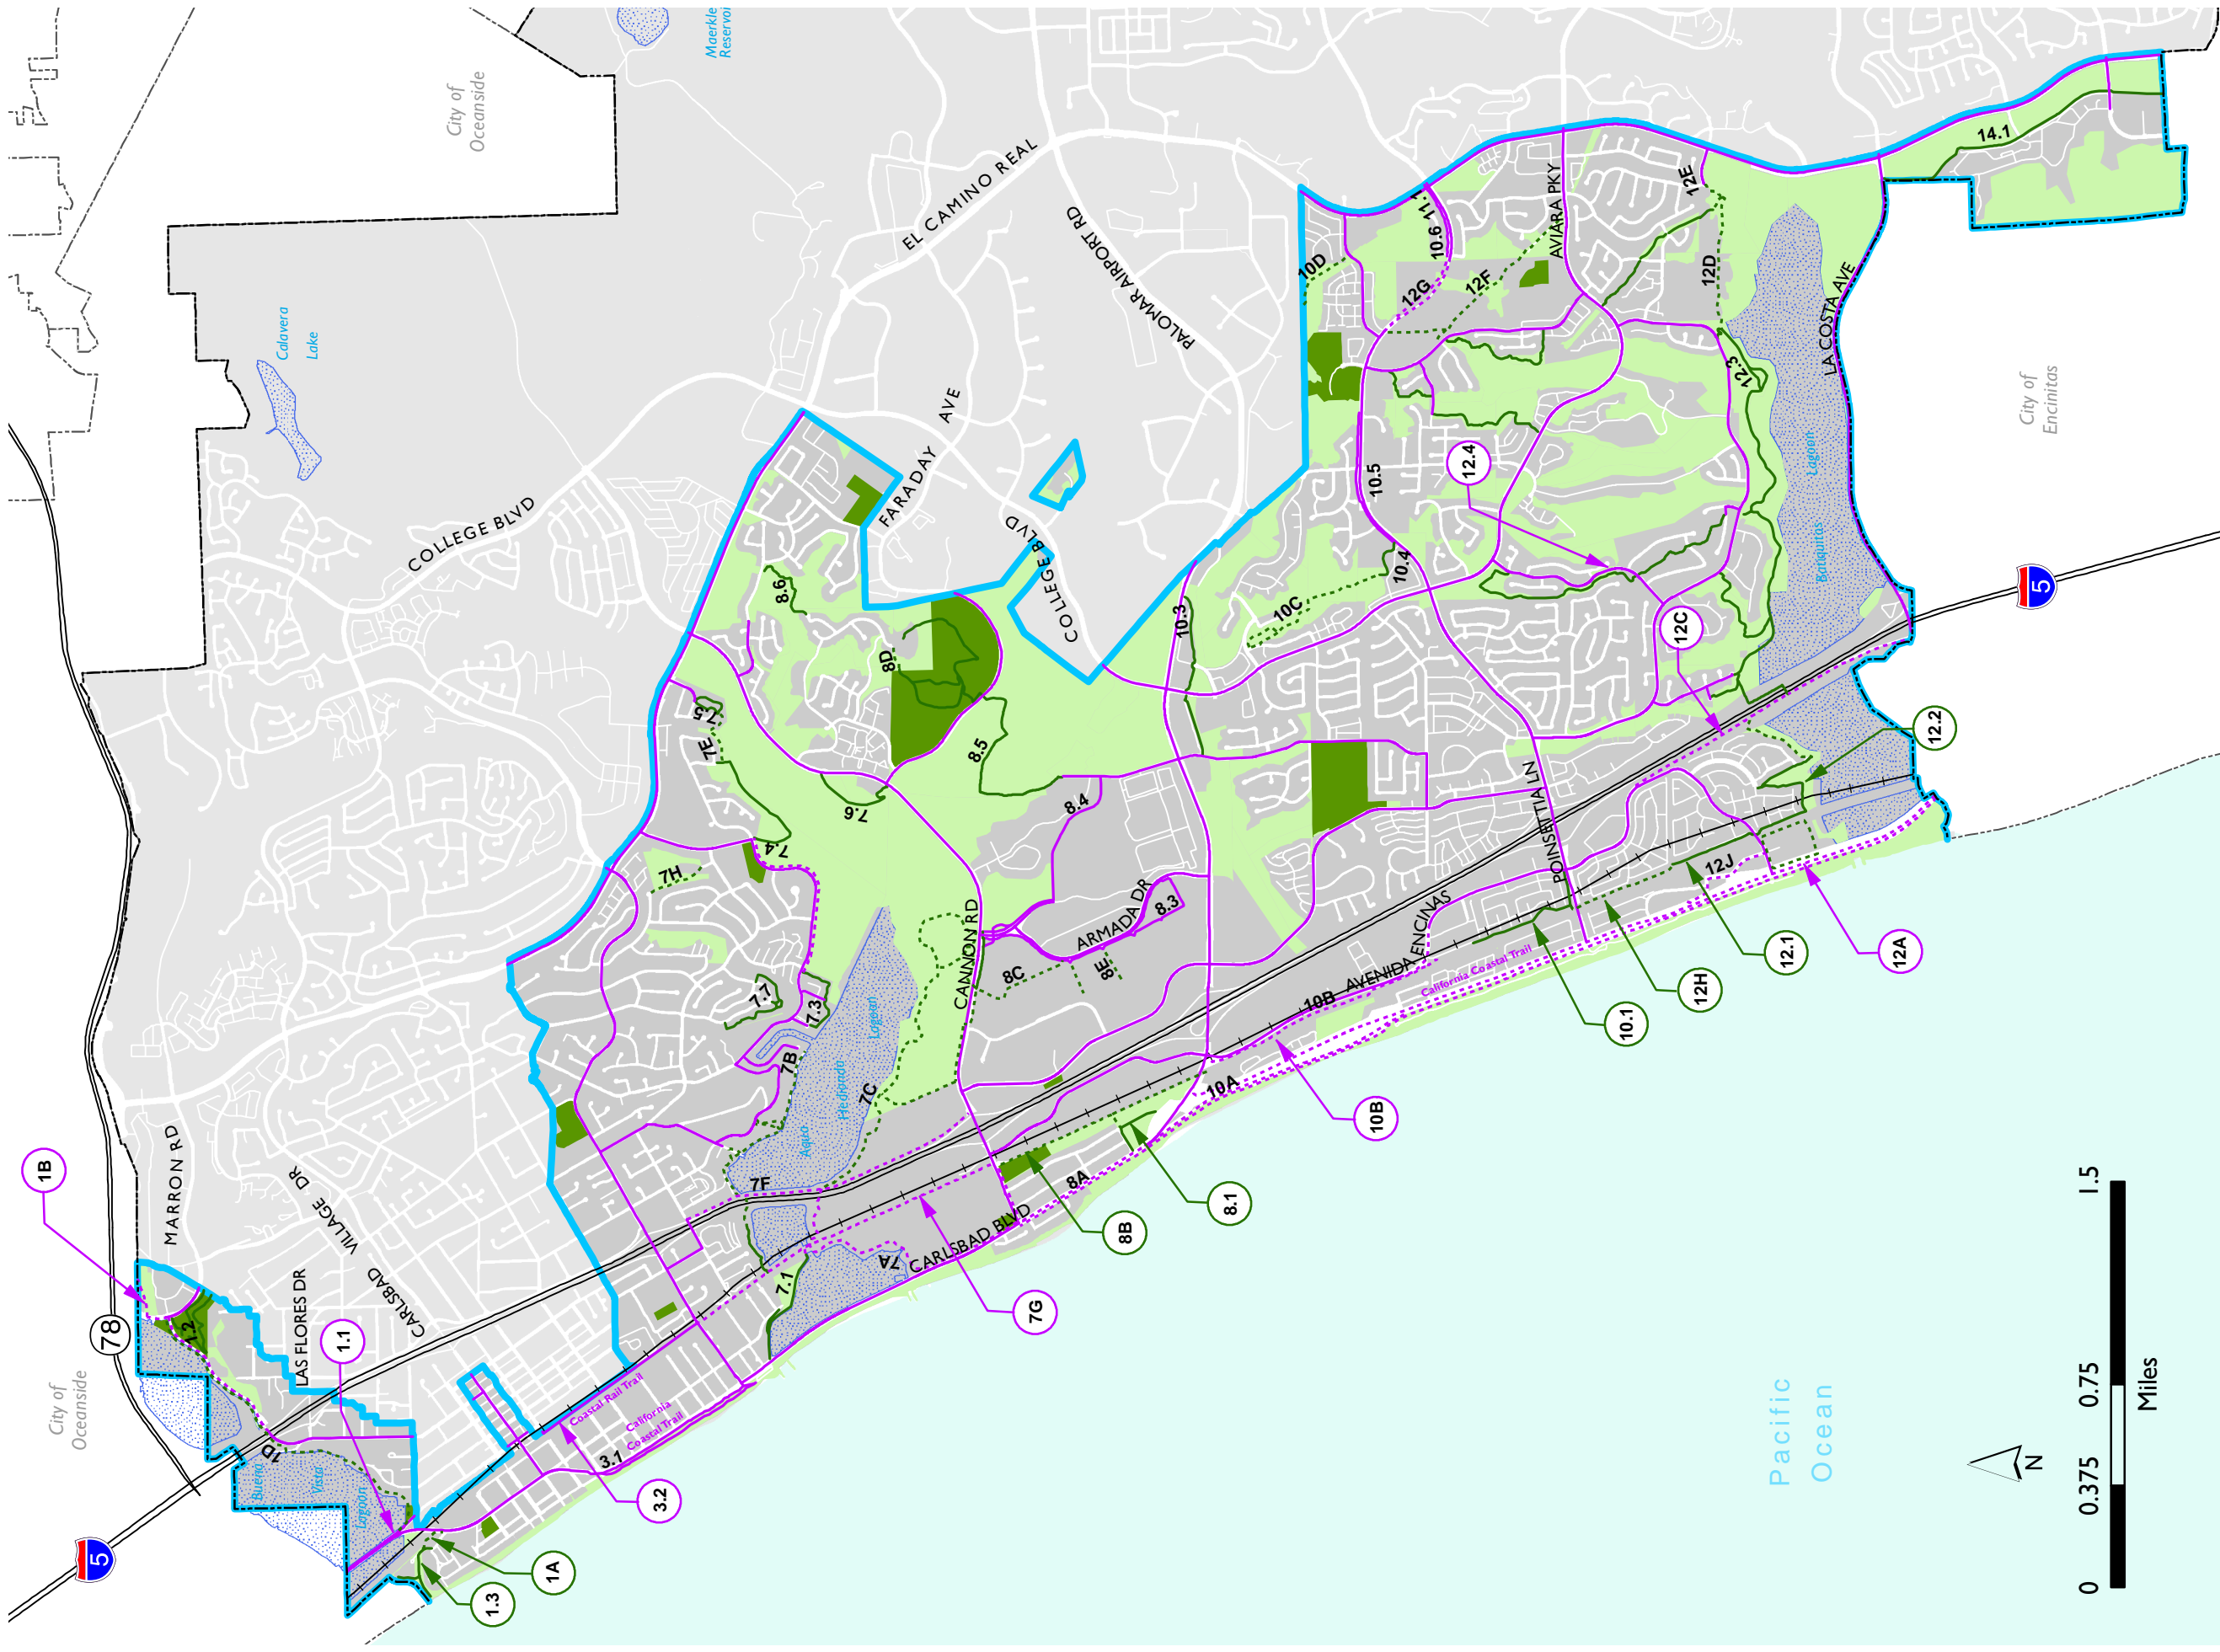 City of
Oceanside
Maerkle
Reservoi
City of
Oceanside
Calavera
Lake
78
5
1B
MARRON RD
1.2
LAS FLORES DR
CARLSBAD
VILLAGE DR
1.1
1D
Buena
Vista
Lagoon
1.3
1A
3.2
3.1
Coastal Rail Trail
California
Coastal Trail
COLLEGE BLVD
EL CAMINO REAL
PALOMAR AIRPORT RD
FARADAY AVE
COLLEGE BLVD
8.6
8D
8.5
7.5
7E
7.6
7.4
7H
7.7
7.3
7B
7C
Agua
Hedionda
Lagoon
7F
7.1
7A
7G
CARLSBAD BLVD
CANNON RD
8.4
8.3
ARMADA DR
8C
8E
8A
8B
8.1
10.3
10C
10.4
10.5
10D
10.6
11.1
12G
12F
AVIARA PKY
12E
12D
12.3
12.4
12C
14.1
LA COSTA AVE
Batiquitos
Lagoon
City of
Encinitas
5
POINSETTIA LN
AVENIDA ENCINAS
California Coastal Trail
10A
10B
10B
10.1
12H
12.1
12A
12J
12.2
Pacific
Ocean
N
0
0.375
0.75
1.5
Miles